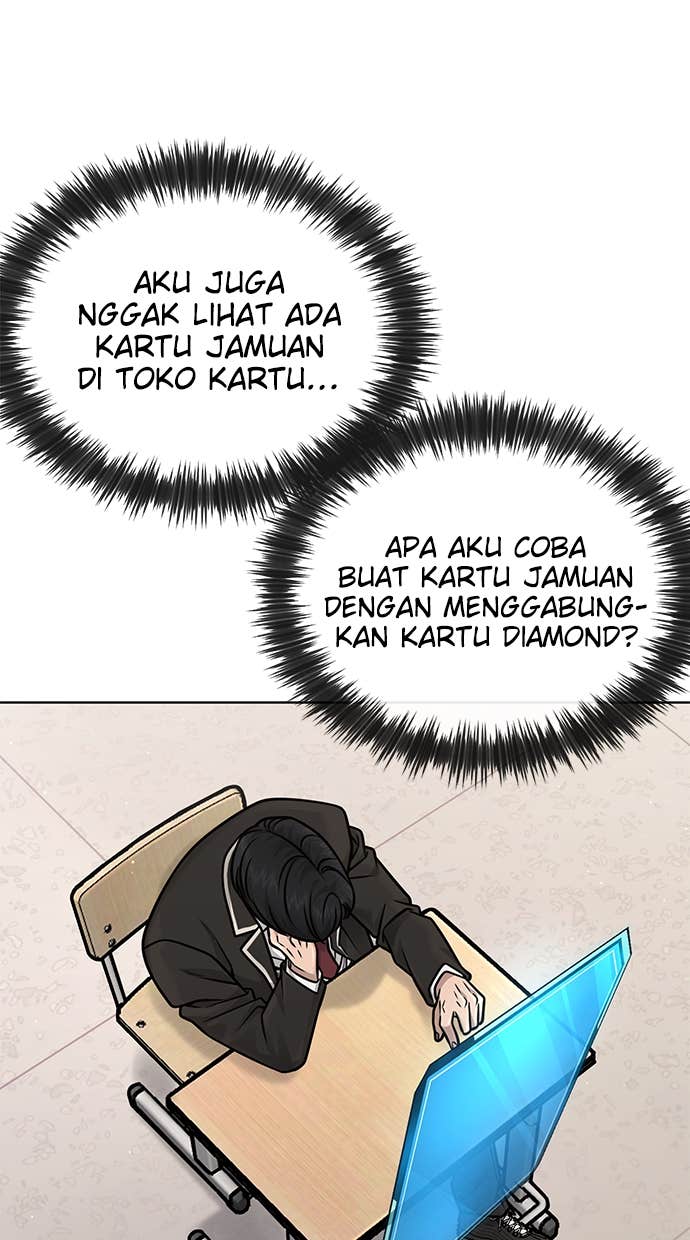 AKU JUGA
NGGAK LIHAT ADA
KARTU JAMUAN
DI TOKO KARTU...
APA AKU COBA
BUAT KARTU JAMUAN
DENGAN MENGGABUNG-
KAN KARTU DIAMOND?